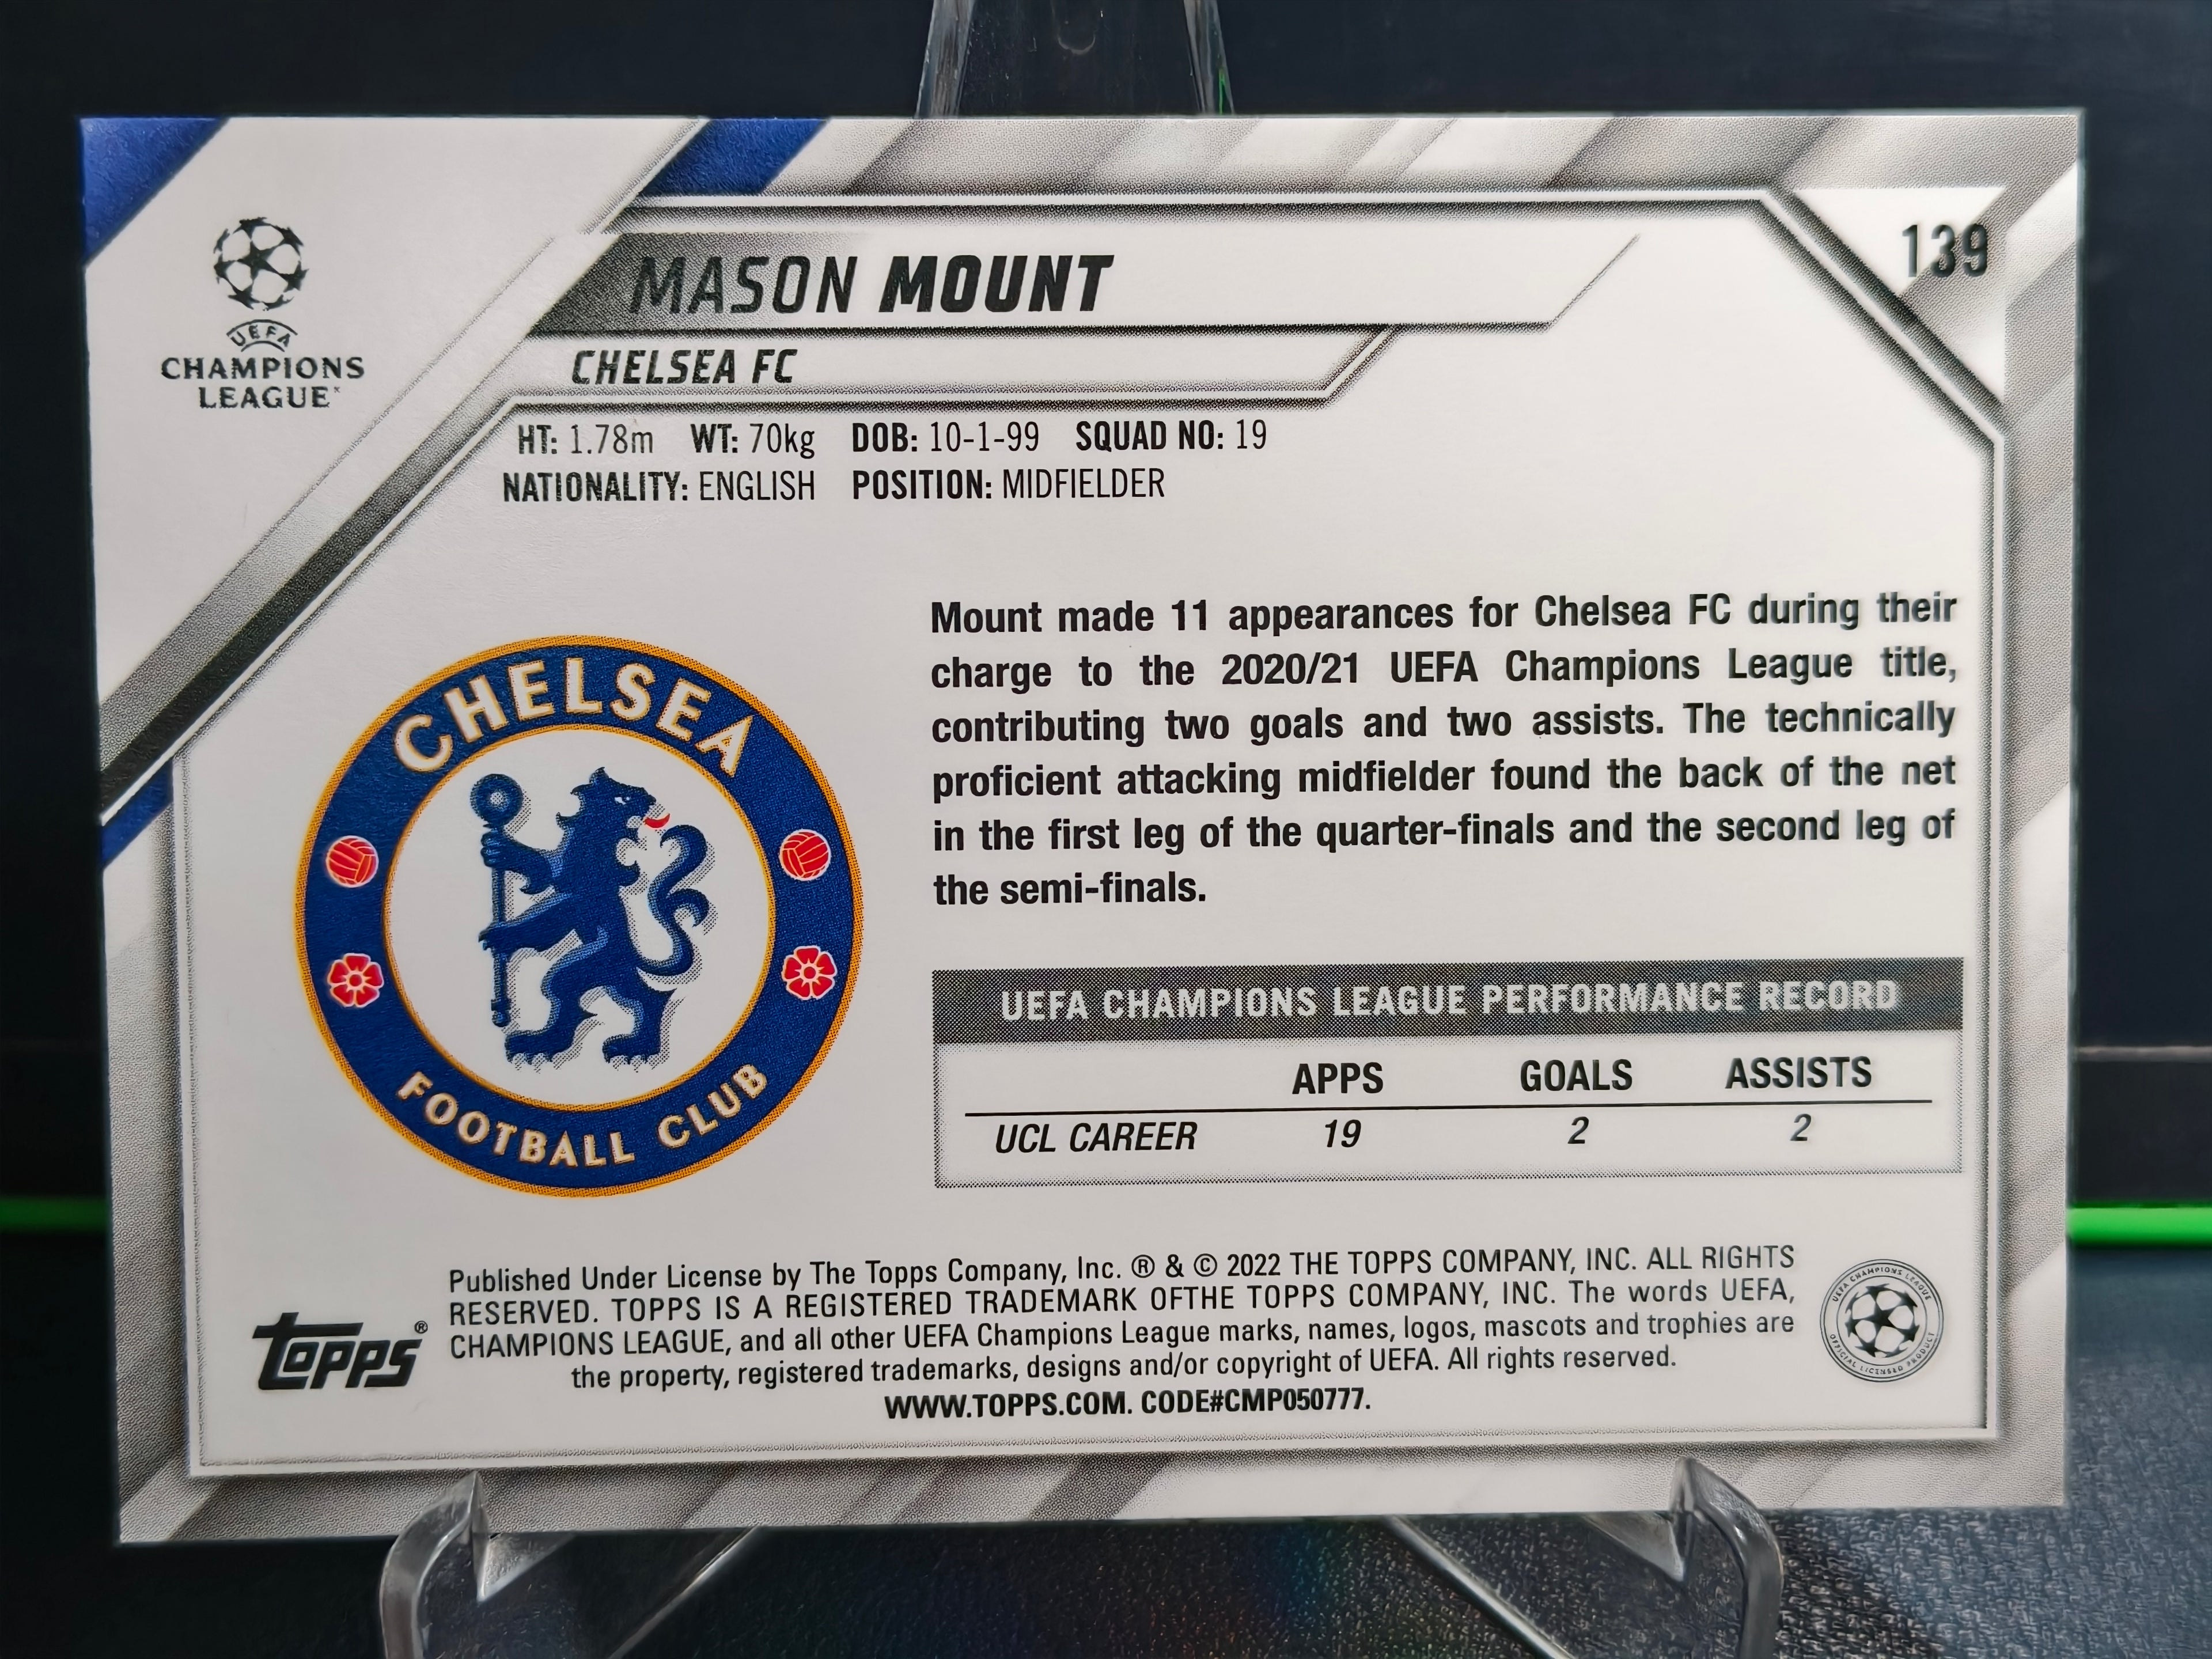 139
UEFA
CHAMPIONS
LEAGUE
MASON MOUNT
CHELSEA FC
HT: 1.78m WT: 70kg DOB: 10-1-99 SQUAD NO: 19
NATIONALITY: ENGLISH POSITION: MIDFIELDER
Mount made 11 appearances for Chelsea FC during their
charge to the 2020/21 UEFA Champions League title,
contributing two goals and two assists. The technically
proficient attacking midfielder found the back of the net
in the first leg of the quarter-finals and the second leg of
the semi-finals.
CHELSEA
FOOTBALL CLUB
UEFA CHAMPIONS LEAGUE PERFORMANCE RECORD
APPS GOALS ASSISTS
UCL CAREER 19 2 2
Topps®
Published Under License by The Topps Company, Inc. ® & © 2022 THE TOPPS COMPANY, INC. ALL RIGHTS
RESERVED. TOPPS IS A REGISTERED TRADEMARK OFTHE TOPPS COMPANY, INC. The words UEFA,
CHAMPIONS LEAGUE, and all other UEFA Champions League marks, names, logos, mascots and trophies are
the property, registered trademarks, designs and/or copyright of UEFA. All rights reserved.
WWW.TOPPS.COM. CODE#CMP050777.
UEFA CHAMPIONS LEAGUE
OFFICIAL LICENSED PRODUCT